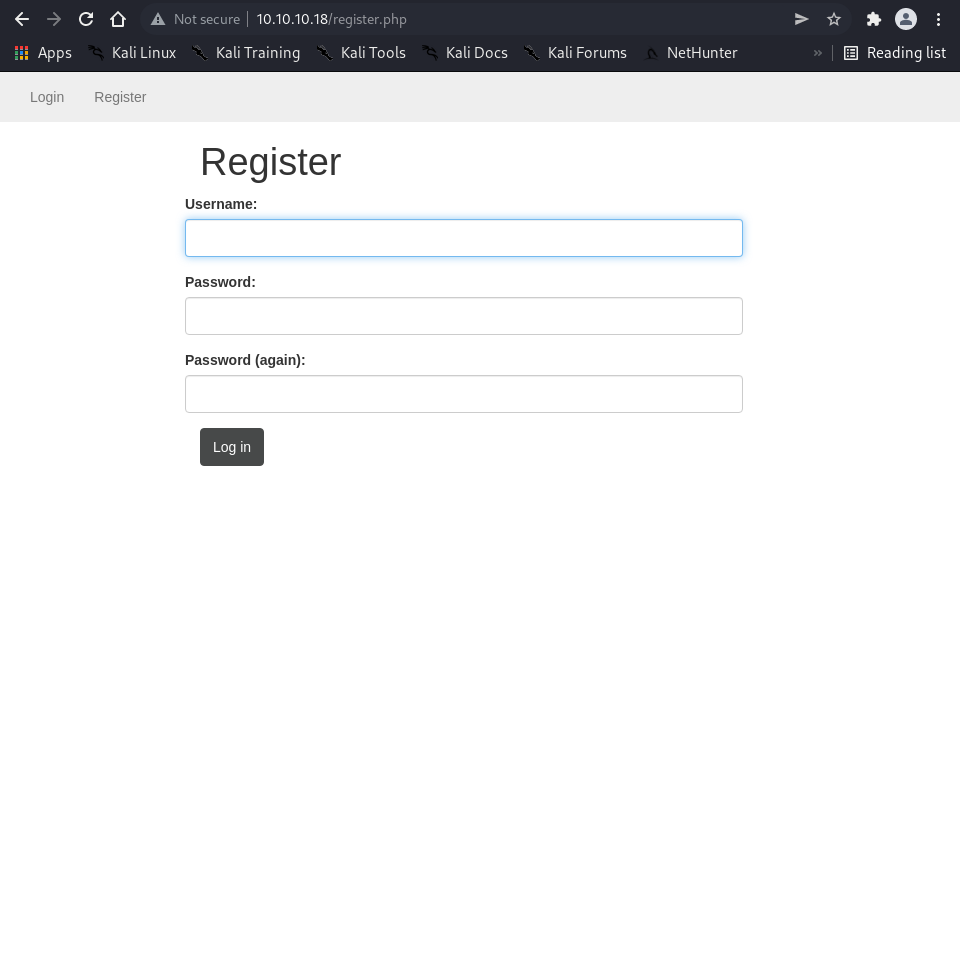 Not secure 10.10.10.18/register.php
Apps Kali Linux Kali Training Kali Tools Kali Docs Kali Forums NetHunter » Reading list
Login Register
Register
Username:
Password:
Password (again):
Log in